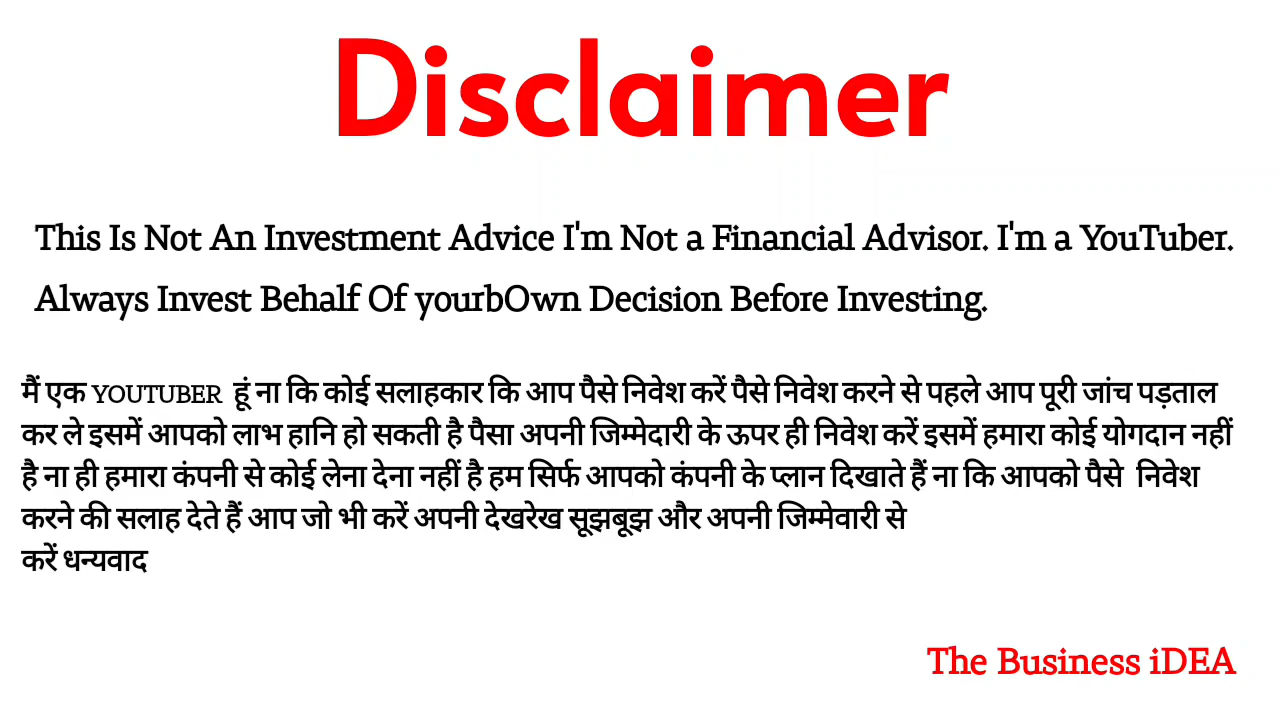 Disclaimer
This Is Not An Investment Advice I'm Not a Financial Advisor. I'm a YouTuber.
Always Invest Behalf Of yourbOwn Decision Before Investing.
मैं एक YOUTUBER हूं ना कि कोई सलाहकार कि आप पैसे निवेश करें पैसे निवेश करने से पहले आप पूरी जांच पड़ताल
कर ले इसमें आपको लाभ हानि हो सकती है पैसा अपनी जिम्मेदारी के ऊपर ही निवेश करें इसमें हमारा कोई योगदान नहीं
है ना ही हमारा कंपनी से कोई लेना देना नहीं है हम सिर्फ आपको कंपनी के प्लान दिखाते हैं ना कि आपको पैसे निवेश
करने की सलाह देते हैं आप जो भी करें अपनी देखरेख सूझबूझ और अपनी जिम्मेवारी से
करें धन्यवाद
The Business iDEA